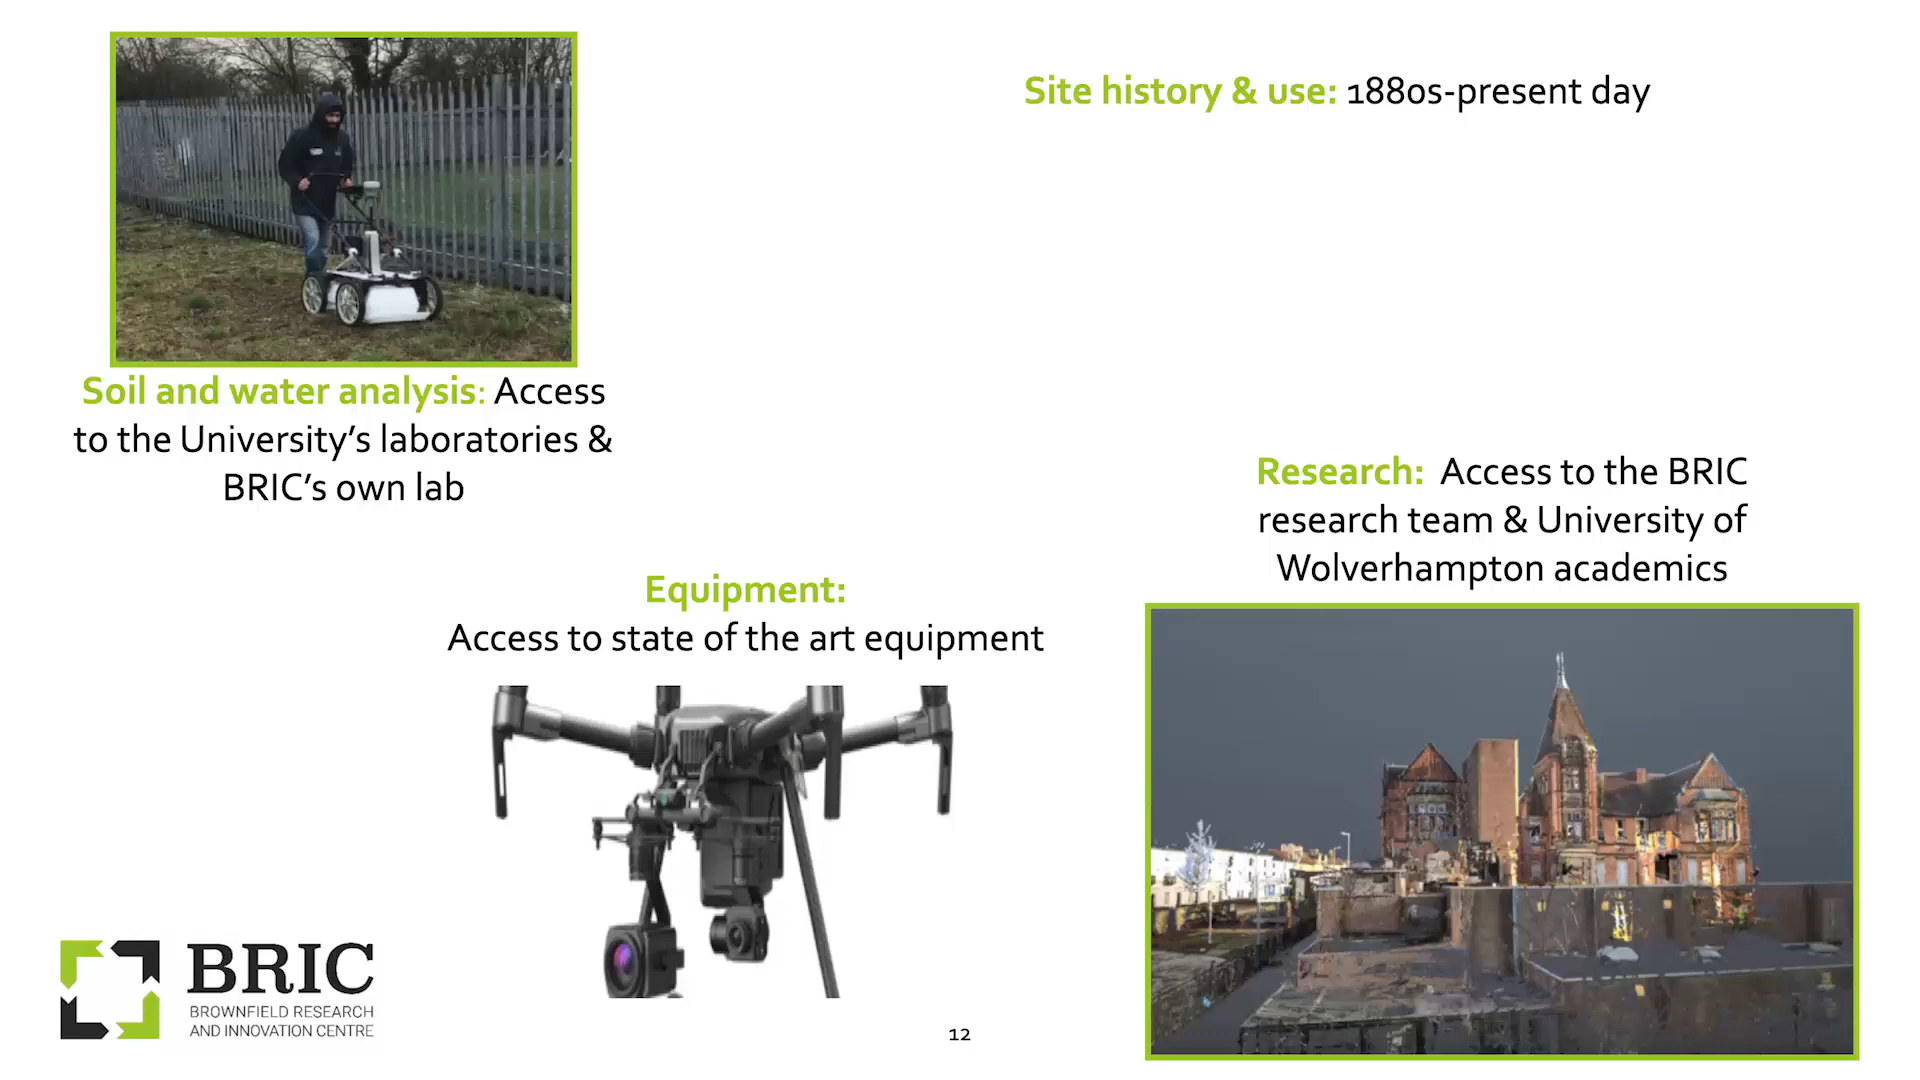 Site history & use: 1880s-present day
Soil and water analysis: Access
to the University's laboratories &
BRIC's own lab
Research: Access to the BRIC
research team & University of
Wolverhampton academics
Equipment:
Access to state of the art equipment
BRIC
BROWNFIELD RESEARCH
AND INNOVATION CENTRE
12